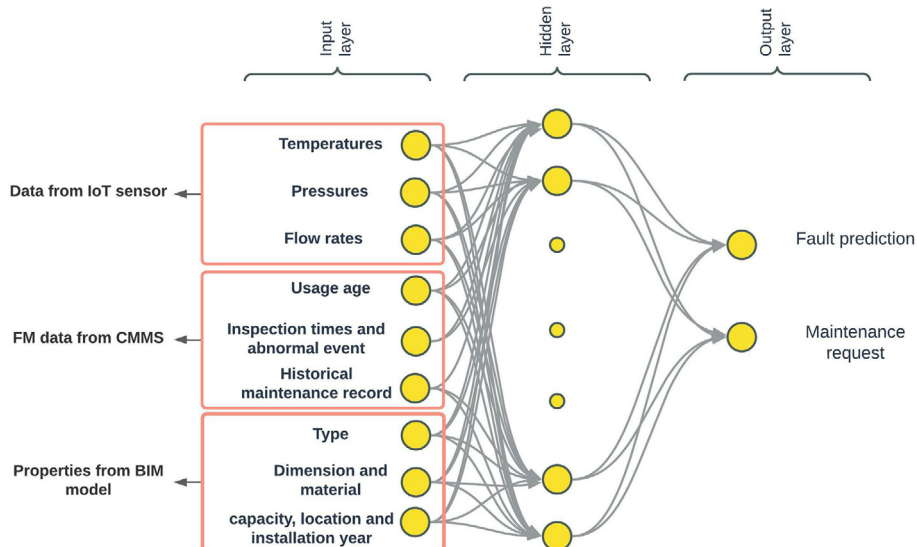 Input
layer
Hidden
layer
Output
layer
Temperatures
Data from IoT sensor
Pressures
Flow rates
Fault prediction
Usage age
FM data from CMMS
Inspection times and
abnormal event
Maintenance
request
Historical
maintenance record
Type
Properties from BIM
model
Dimension and
material
capacity, location and
installation year